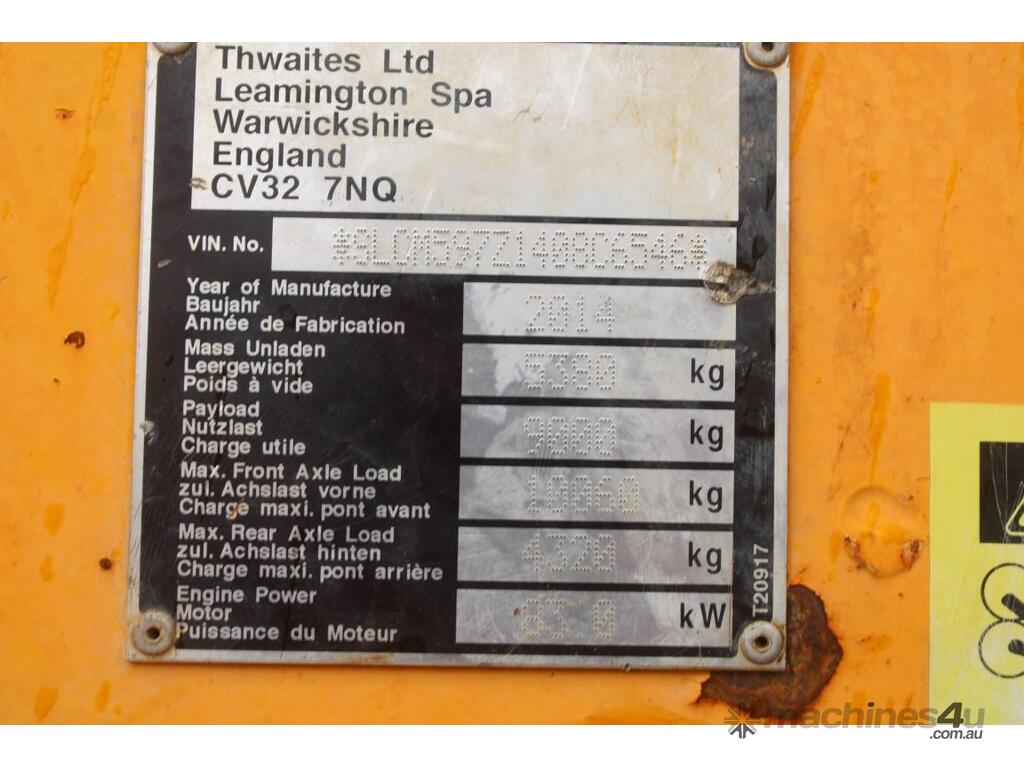 Thwaites Ltd
Leamington Spa
Warwickshire
England
CV32 7NQ
VIN. No.
Year of Manufacture
Baujahr
Année de Fabrication
2014
Mass Unladen
Leergewicht
Poids à vide
5380 kg
Payload
Nutzlast
Charge utile
9000 kg
Max. Front Axle Load
zul. Achslast vorne
Charge maxi. pont avant
10060 kg
Max. Rear Axle Load
zul. Achslast hinten
Charge maxi. pont arrière
4320 kg
Engine Power
Motor
Puissance du Moteur
kW
T20917
machines4u
.com.au